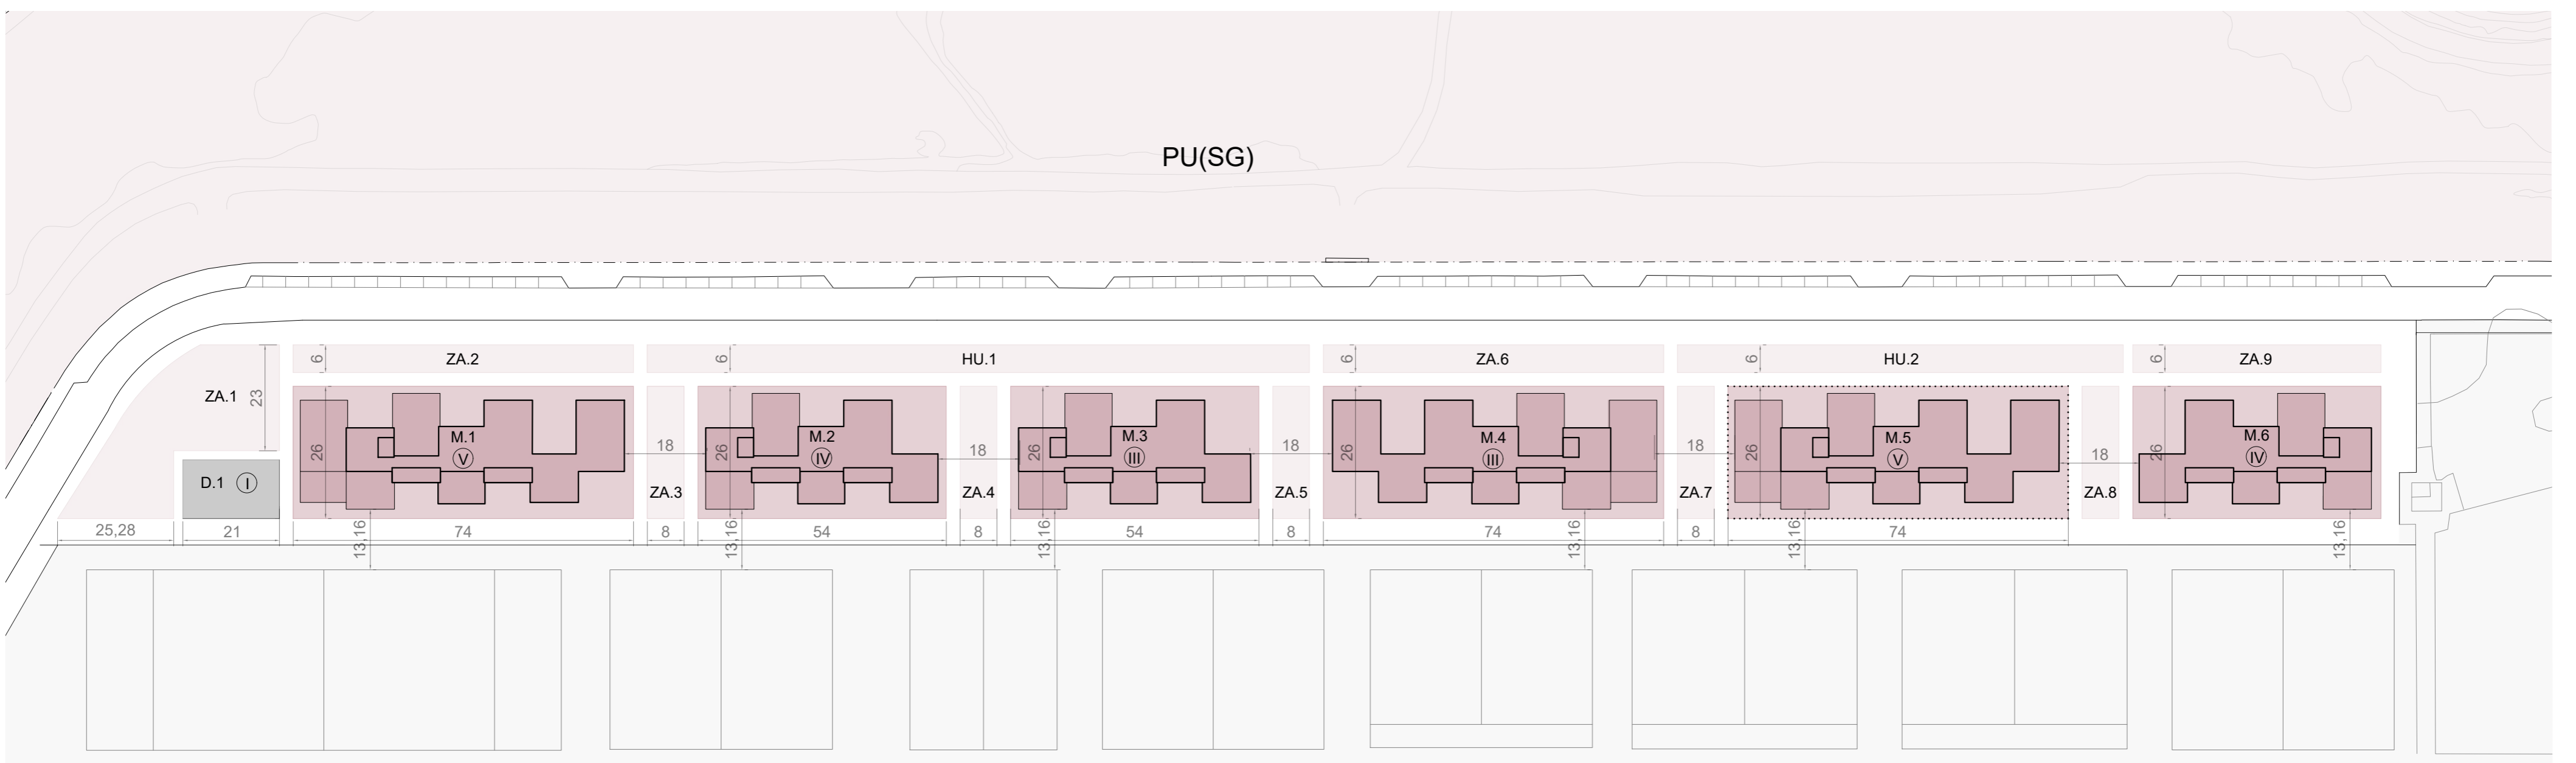 PU(SG)
6
ZA.2
6
HU.1
6
ZA.6
6
HU.2
6
ZA.9
ZA.1
23
26
M.1
V
18
26
M.2
IV
18
26
M.3
III
18
26
M.4
III
18
26
M.5
V
18
26
M.6
IV
D.1
I
ZA.3
ZA.4
ZA.5
ZA.7
ZA.8
25,28
21
13,16
74
8
13,16
54
8
13,16
54
8
74
13,16
8
13,16
74
13,16